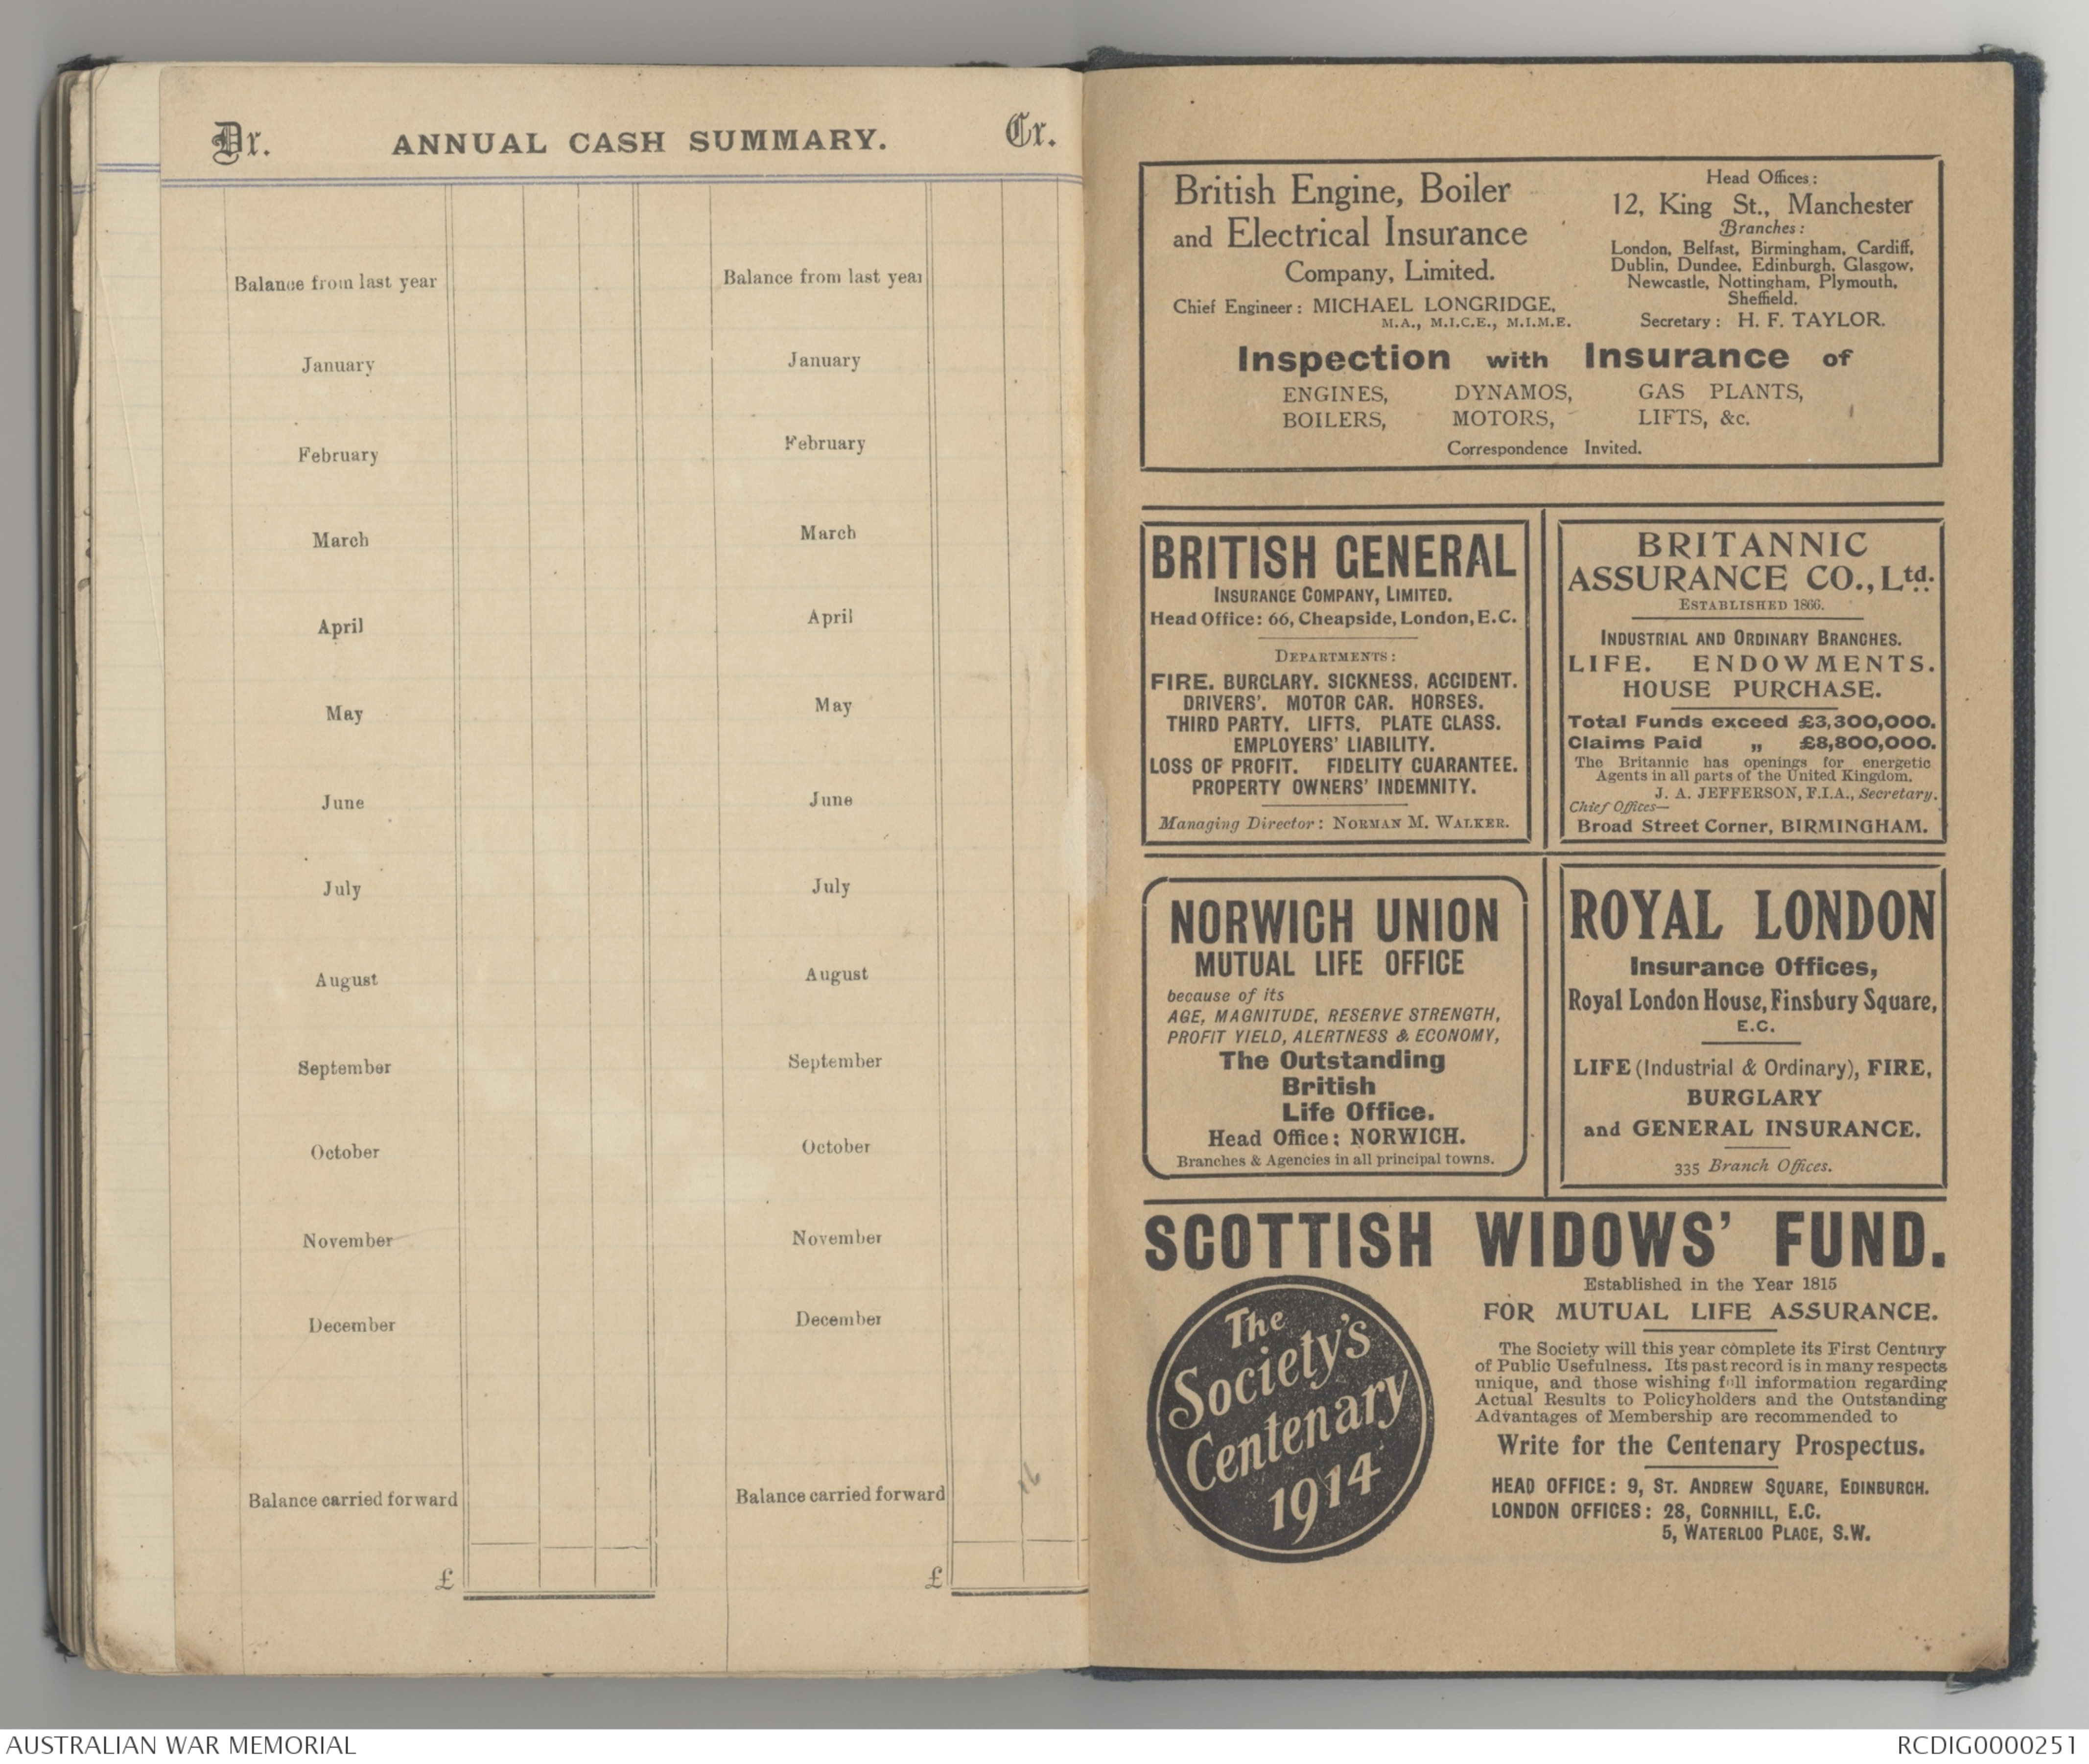 Dr. ANNUAL CASH SUMMARY. Cr.
Balance from last year Balance from last year
January January
February February
March March
April April
May May
June June
July July
August August
September September
October October
November November
December December
Balance carried forward Balance carried forward
£ £
British Engine, Boiler
and Electrical Insurance
Company, Limited.
Chief Engineer: MICHAEL LONGRIDGE,
M.A., M.I.C.E., M.I.M.E.
Head Offices:
12, King St., Manchester
Branches:
London, Belfast, Birmingham, Cardiff,
Dublin, Dundee, Edinburgh, Glasgow,
Newcastle, Nottingham, Plymouth,
Sheffield.
Secretary: H. F. TAYLOR.
Inspection with Insurance of
ENGINES, DYNAMOS, GAS PLANTS,
BOILERS, MOTORS, LIFTS, &c.
Correspondence Invited.
BRITISH GENERAL
INSURANCE COMPANY, LIMITED.
Head Office: 66, Cheapside, London, E.C.
DEPARTMENTS:
FIRE. BURGLARY. SICKNESS. ACCIDENT.
DRIVERS'. MOTOR CAR. HORSES.
THIRD PARTY. LIFTS. PLATE GLASS.
EMPLOYERS' LIABILITY.
LOSS OF PROFIT. FIDELITY GUARANTEE.
PROPERTY OWNERS' INDEMNITY.
Managing Director: NORMAN M. WALKER.
BRITANNIC
ASSURANCE CO., Ltd.
ESTABLISHED 1866.
INDUSTRIAL AND ORDINARY BRANCHES.
LIFE. ENDOWMENTS.
HOUSE PURCHASE.
Total Funds exceed £3,300,000.
Claims Paid „ £8,800,000.
The Britannic has openings for energetic
Agents in all parts of the United Kingdom.
J. A. JEFFERSON, F.I.A., Secretary.
Chief Offices—
Broad Street Corner, BIRMINGHAM.
NORWICH UNION
MUTUAL LIFE OFFICE
because of its
AGE, MAGNITUDE, RESERVE STRENGTH,
PROFIT YIELD, ALERTNESS & ECONOMY,
The Outstanding
British
Life Office.
Head Office: NORWICH.
Branches & Agencies in all principal towns.
ROYAL LONDON
Insurance Offices,
Royal London House, Finsbury Square,
E.C.
LIFE (Industrial & Ordinary), FIRE,
BURGLARY
and GENERAL INSURANCE.
335 Branch Offices.
SCOTTISH WIDOWS' FUND.
The
Society's
Centenary
1914
Established in the Year 1815
FOR MUTUAL LIFE ASSURANCE.
The Society will this year complete its First Century
of Public Usefulness. Its past record is in many respects
unique, and those wishing full information regarding
Actual Results to Policyholders and the Outstanding
Advantages of Membership are recommended to
Write for the Centenary Prospectus.
HEAD OFFICE: 9, ST. ANDREW SQUARE, EDINBURGH.
LONDON OFFICES: 28, CORNHILL, E.C.
5, WATERLOO PLACE, S.W.
AUSTRALIAN WAR MEMORIAL RCDIG0000251